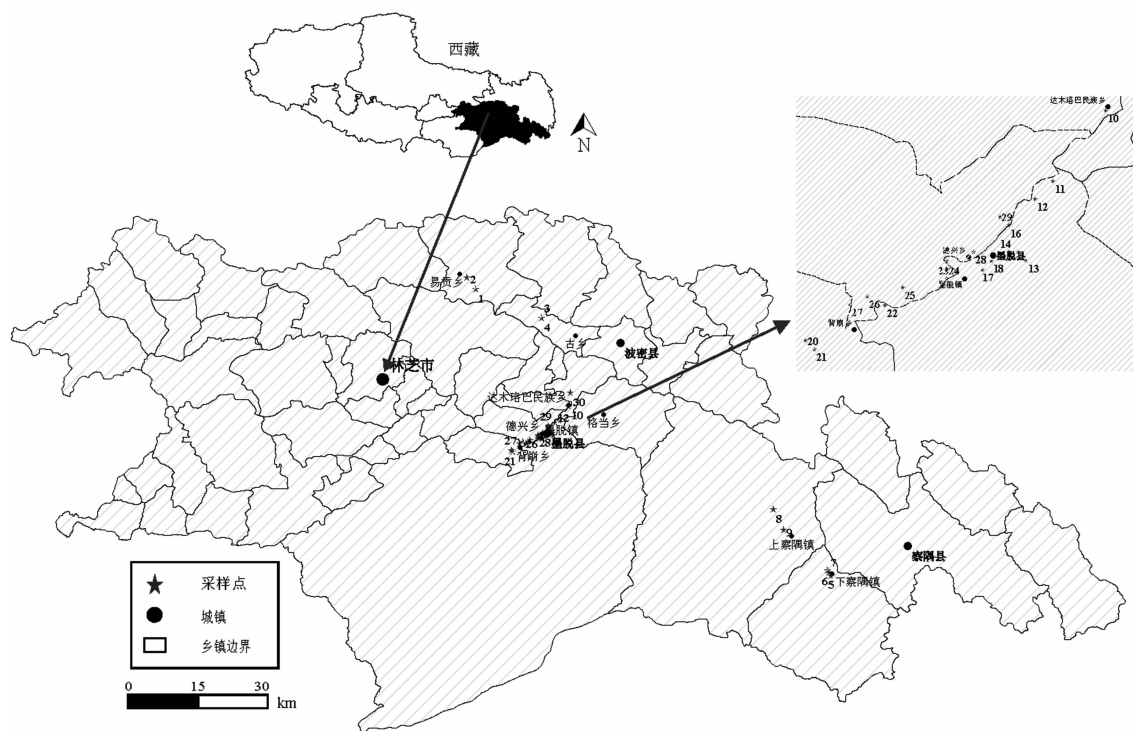 西藏
N
达木珞巴民族乡
10
11
12
29
16
14
德兴乡
28
墨脱县
13
18
17
23
24
墨脱镇
25
26
22
27
背崩乡
20
21
易贡乡
2
1
3
4
古乡
波密县
林芝市
达木珞巴民族乡
30
10
格当乡
29
12
德兴乡
墨脱镇
墨脱县
27
26
28
21
背崩乡
8
9
上察隅镇
7
6
5
下察隅镇
察隅县
采样点
城镇
乡镇边界
0 15 30
km